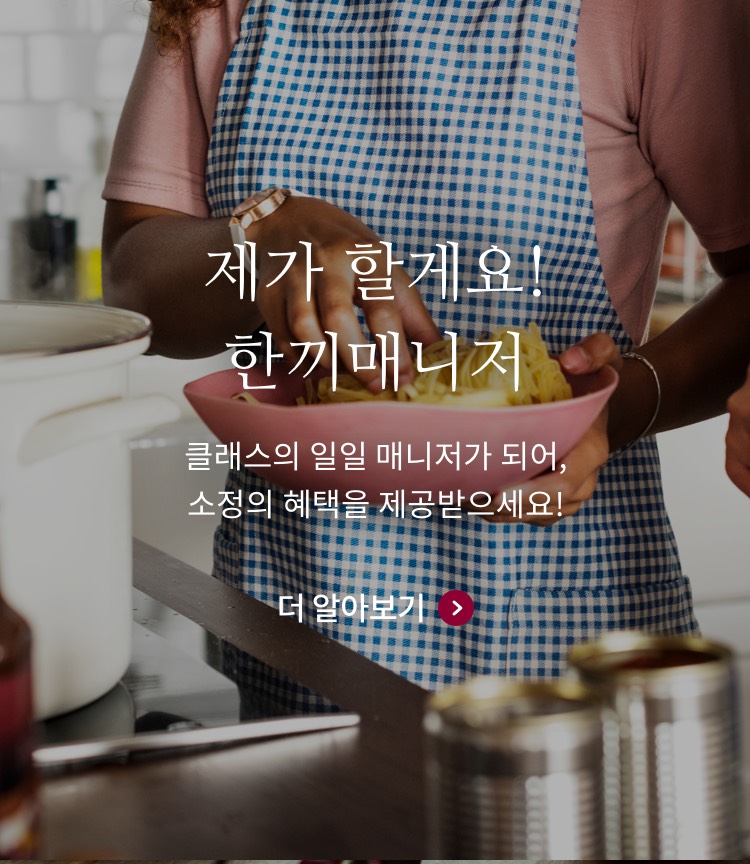 제가 할게요!
한끼매니저
클래스의 일일 매니저가 되어,
소정의 혜택을 제공받으세요!
더 알아보기